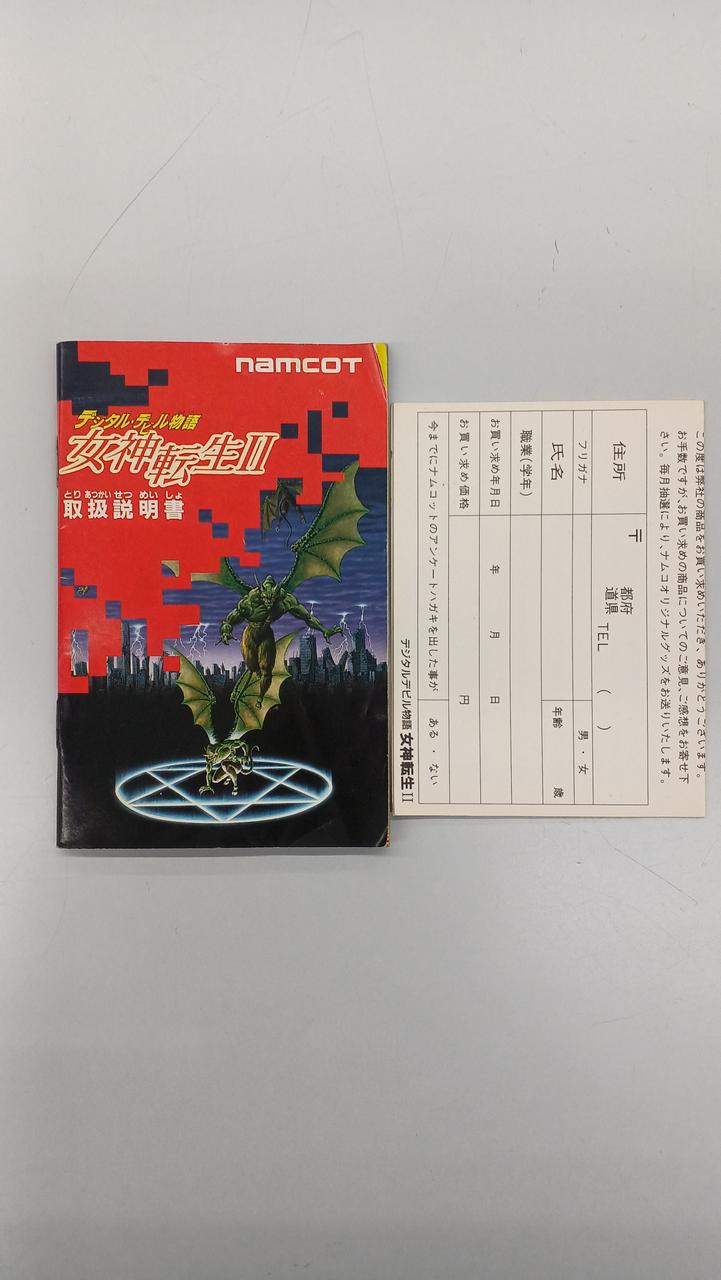 namcot
デジタル・デビル物語
女神転生II
とりあつかいせつめいしょ
取扱説明書
この度は弊社の商品をお買い求めいただき、ありがとうございます。
お手数ですが、お買い求めの商品についてのご意見、ご感想をお寄せ下
さい。毎月抽選により、ナムコオリジナルグッズをお送りいたします。
住所 〒 都府道県 TEL ( )
フリガナ 男・女
氏名 年齢 歳
職業(学年)
お買い求め年月日 年 月 日
お買い求め価格 円
今までにナムコットのアンケートハガキを出した事が ある・ない
デジタルデビル物語 女神転生II